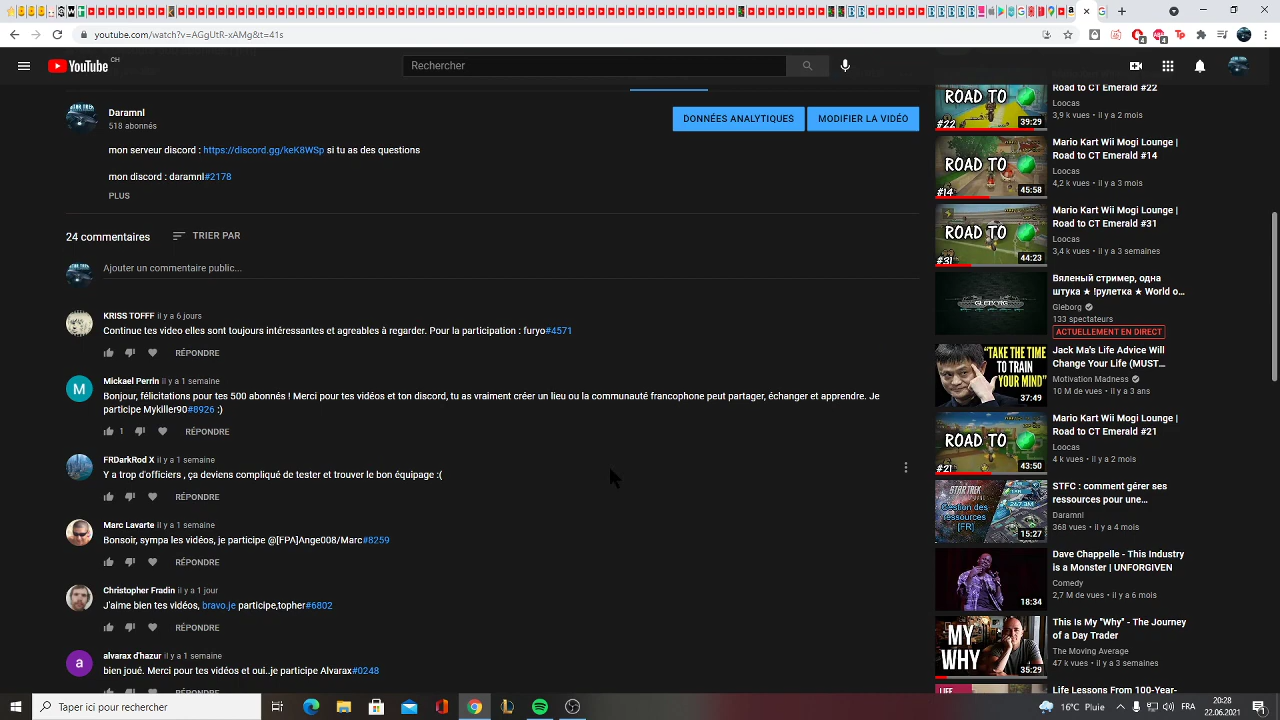 youtube.com/watch?v=AGgUtR-xAMg&t=41s
YouTube CH
Rechercher
Daramnl
518 abonnés
DONNÉES ANALYTIQUES
MODIFIER LA VIDÉO
mon serveur discord : https://discord.gg/keK8WSp si tu as des questions
mon discord : daramnl#2178
PLUS
24 commentaires
TRIER PAR
Ajouter un commentaire public...
KRISS TOFFF il y a 6 jours
Continue tes video elles sont toujours intérésantes et agreables à regarder. Pour la participation : furyo#4571
RÉPONDRE
Mickael Perrin il y a 1 semaine
Bonjour, félicitations pour tes 500 abonnés ! Merci pour tes vidéos et ton Discord, tu as vraiment créer un lieu ou la communauté francophone peut partager, échanger et apprendre. Je
participe Mykiller90#8926 :)
1
RÉPONDRE
FRDarkRod X il y a 1 semaine
Y a trop d'officiers , ça deviens compliqué de tester et trouver le bon équipage :(
RÉPONDRE
Marc Lavarte il y a 1 semaine
Bonsoir, sympa les vidéos, je participe @[FPA]Ange008/Marc#8259
RÉPONDRE
Christopher Fradin il y a 1 jour
J'aime bien tes vidéos, bravo.je participe,topher#6802
RÉPONDRE
alvarax d'hazur il y a 1 semaine
bien joué. Merci pour tes vidéos et oui, je participe Alvarax#0248
RÉPONDRE
Road to CT Emerald #22
Loocas
3,9 k vues • il y a 2 mois
ROAD TO
#22
39:29
Mario Kart Wii Mogi Lounge |
Road to CT Emerald #14
Loocas
4,2 k vues • il y a 3 mois
ROAD TO
#14
45:58
Mario Kart Wii Mogi Lounge |
Road to CT Emerald #31
Loocas
3,4 k vues • il y a 3 semaines
ROAD TO
#31
44:23
Вяленый стример, одна
штука ★ !рулетка ★ World o...
Gleborg
133 spectateurs
ACTUELLEMENT EN DIRECT
GLEBORG
Jack Ma's Life Advice Will
Change Your Life (MUST...
Motivation Madness
10 M de vues • il y a 3 ans
"TAKE THE TIME
TO TRAIN
YOUR MIND"
37:49
Mario Kart Wii Mogi Lounge |
Road to CT Emerald #21
Loocas
4 k vues • il y a 2 mois
ROAD TO
#21
43:50
STFC : comment gérer ses
ressources pour une...
Daramnl
368 vues • il y a 4 mois
STAR TREK
Gestion des
ressources
(FR)
15:27
Dave Chappelle - This Industry
is a Monster | UNFORGIVEN
Comedy
2,7 M de vues • il y a 6 mois
18:34
This Is My "Why" - The Journey
of a Day Trader
The Moving Average
47 k vues • il y a 3 semaines
MY
WHY
35:29
Life Lessons From 100-Year-
LIFE
Taper ici pour rechercher
16°C Pluie
FRA
20:28
22.06.2021